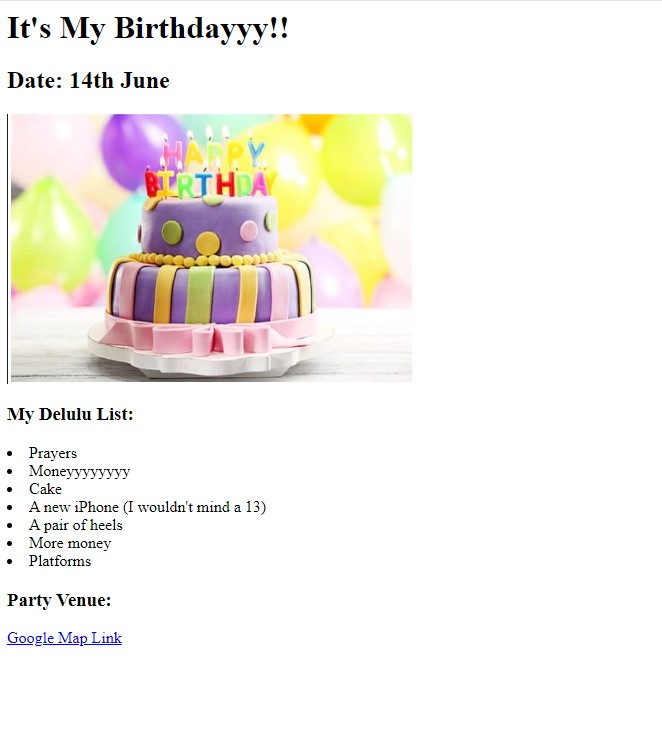 It's My Birthdayyy!!
Date: 14th June
HAPPY
BIRTHDAY
My Delulu List:
Prayers
Moneyyyyyyyy
Cake
A new iPhone (I wouldn't mind a 13)
A pair of heels
More money
Platforms
Party Venue:
Google Map Link